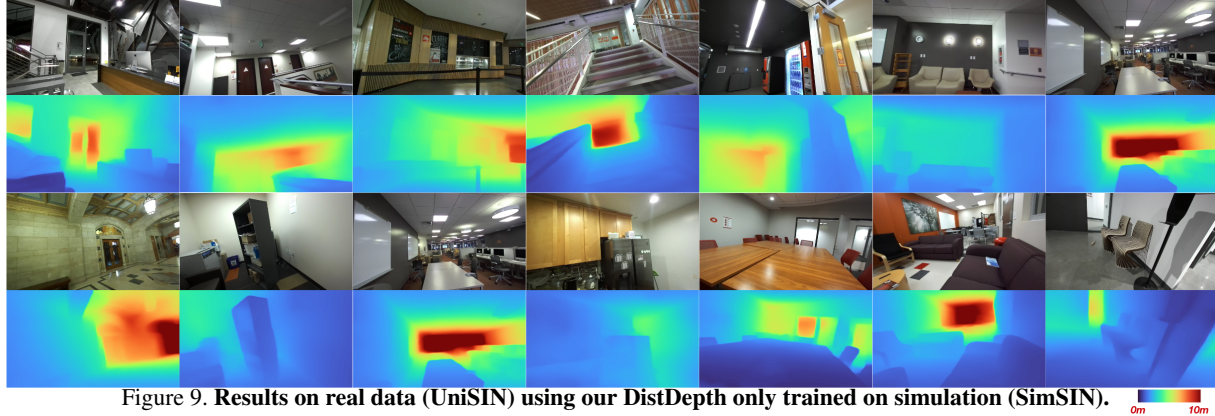 Figure 9. Results on real data (UniSIN) using our DistDepth only trained on simulation (SimSIN).
0m 10m